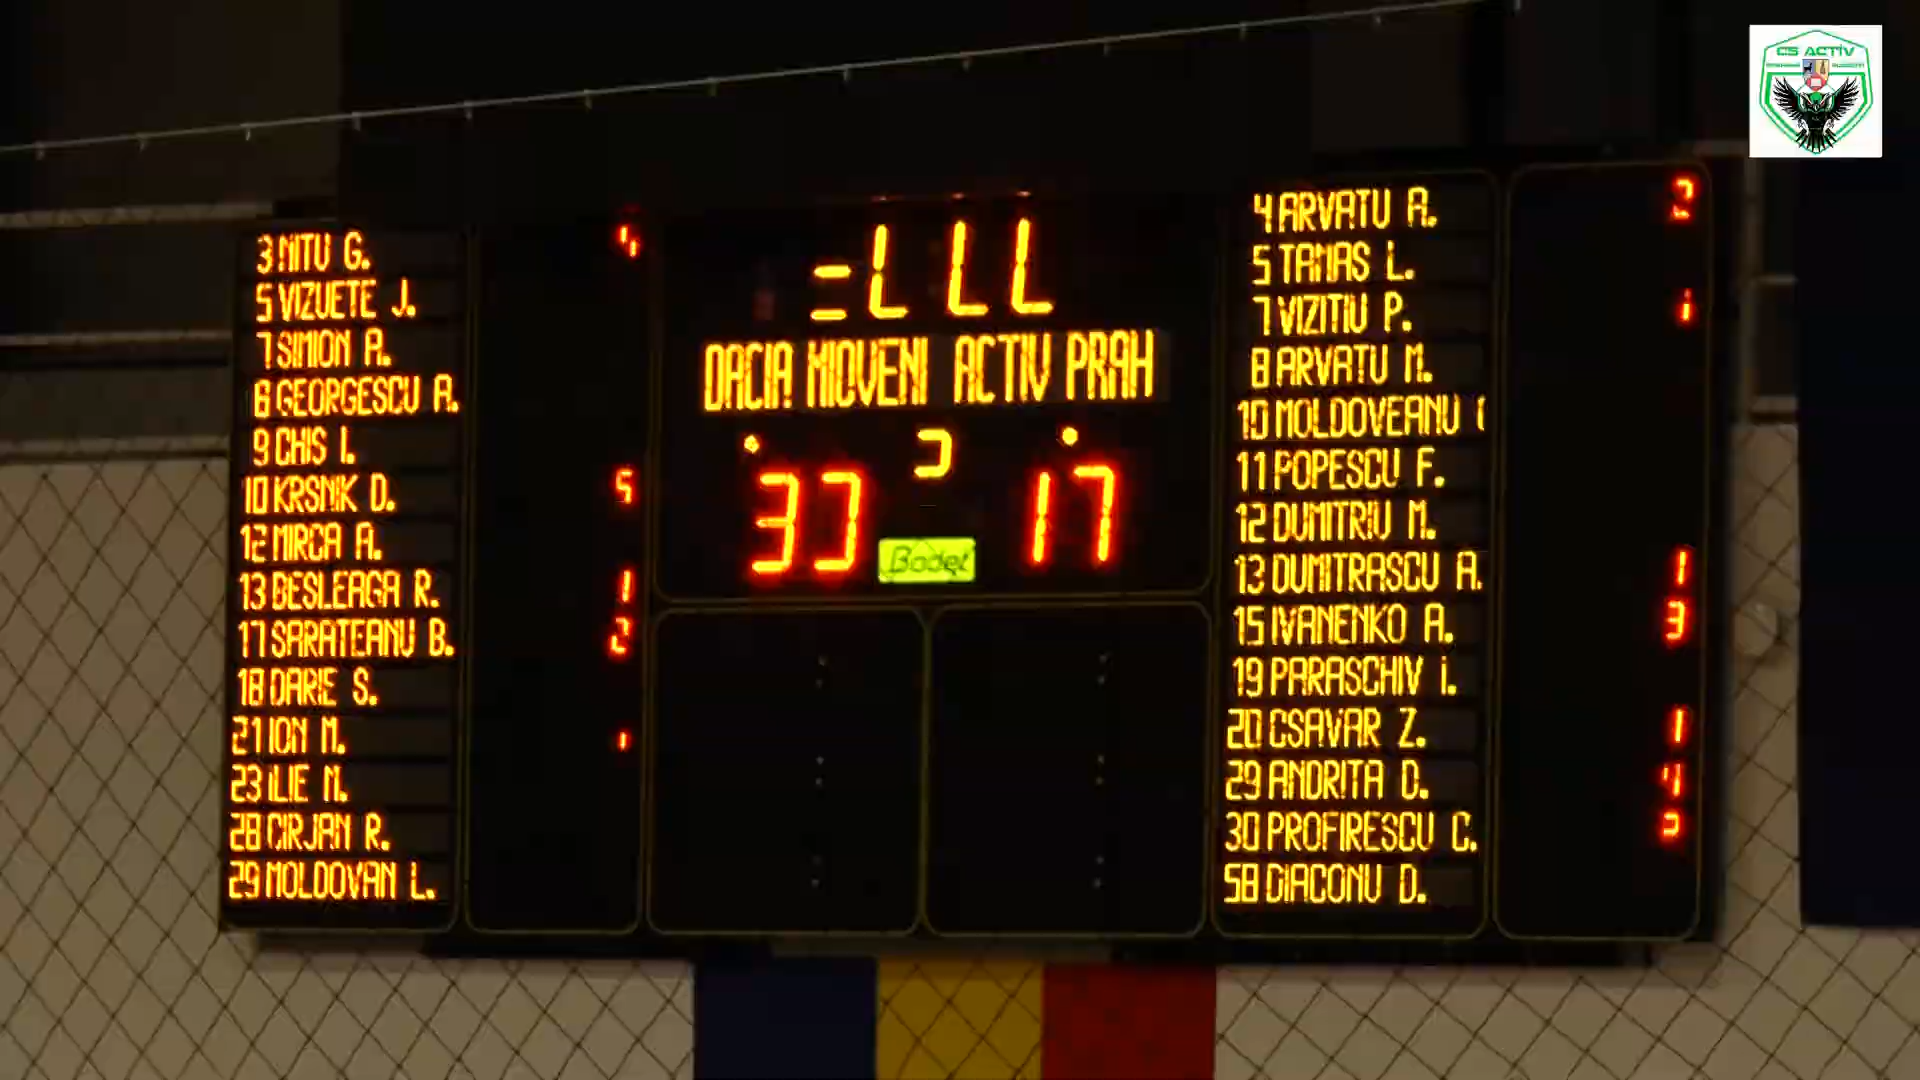 CS ACTIV
3 NITU G. 4
5 VIZUETE J.
7 SIMION A.
8 GEORGESCU A.
9 CHIS I.
10 KRSNIK D. 5
12 MIRCA A.
13 BESLEAGA R. 1
17 SARATEANU B. 2
18 DARIE S.
21 ION M.
23 ILIE M.
28 CIRJAN R.
29 MOLDOVAN L.
DACIA MIOVENI ACTIV PRAH
17
Bodet
4 ARVATU A. 2
5 TAMAS L.
7 VIZITIU P. 1
8 ARVATU M.
10 MOLDOVEANU
11 POPESCU F.
12 DUMITRIU M.
13 DUMITRASCU A. 1
15 IVANENKO A. 3
19 PARASCHIV I.
20 CSAVAR Z. 1
29 ANDRITA D. 4
30 PROFIRESCU C.
58 DIACONU D.